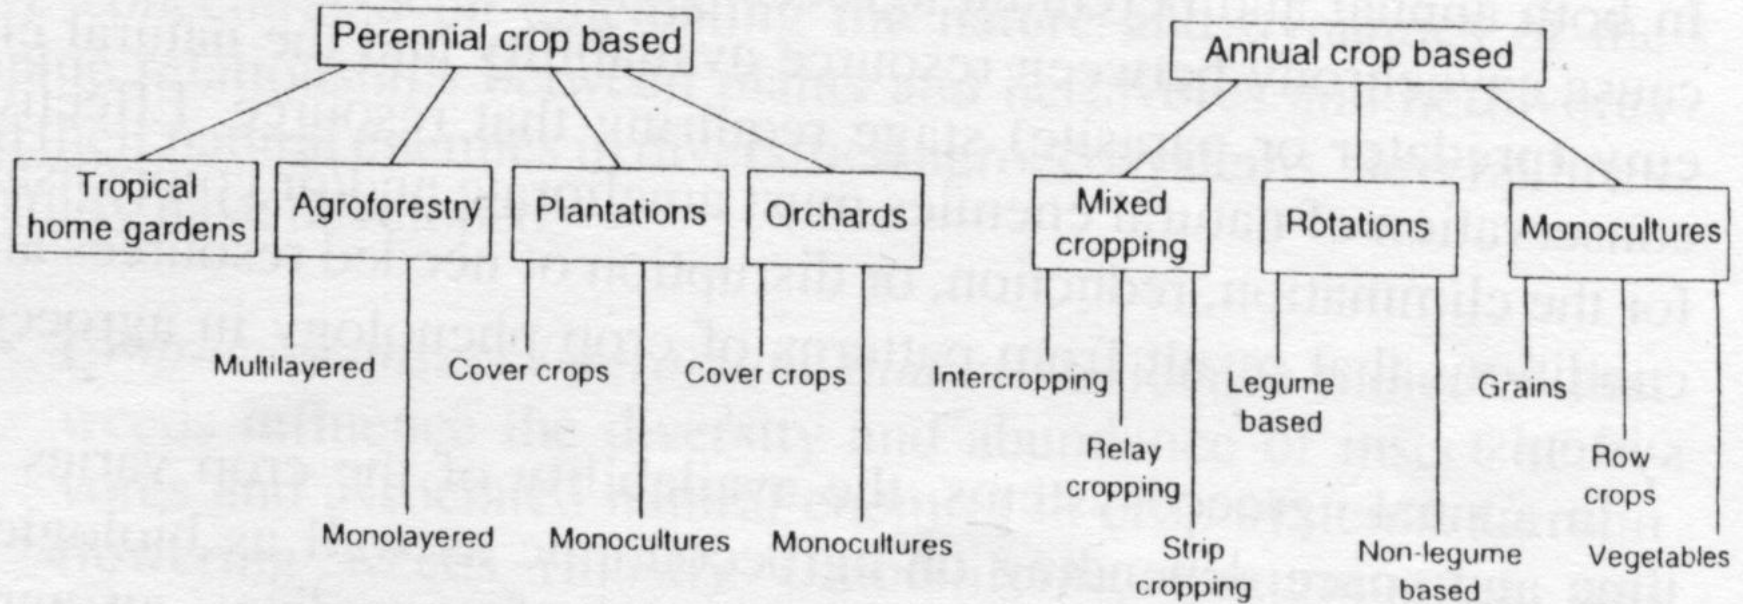 Perennial crop based
Annual crop based
Tropical
home gardens
Agroforestry
Plantations
Orchards
Mixed
cropping
Rotations
Monocultures
Multilayered
Cover crops
Cover crops
Intercropping
Legume
based
Grains
Relay
cropping
Row
crops
Monolayered
Monocultures
Monocultures
Strip
cropping
Non-legume
based
Vegetables